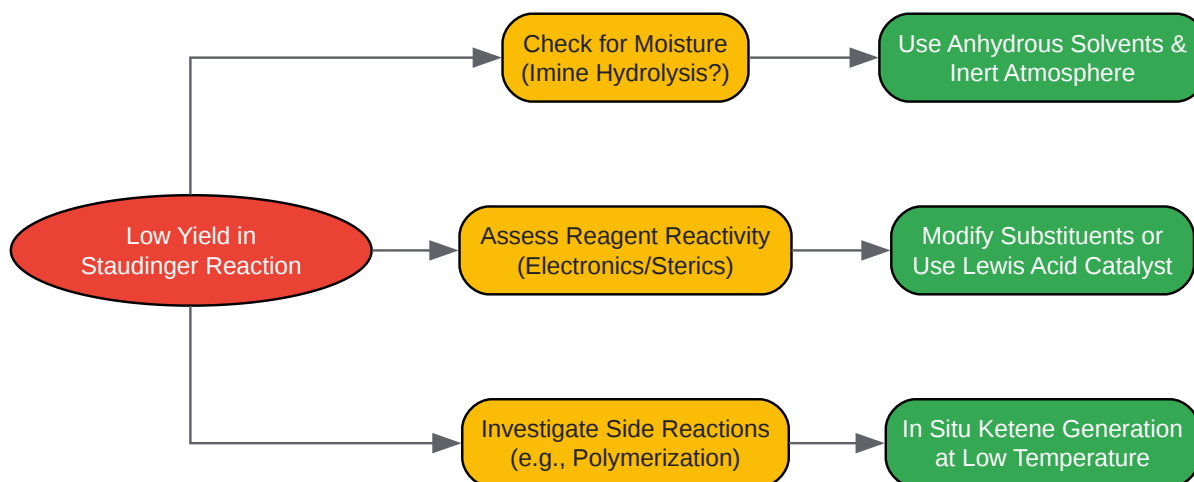 Low Yield in
Staudinger Reaction
Check for Moisture
(Imine Hydrolysis?)
Use Anhydrous Solvents &
Inert Atmosphere
Assess Reagent Reactivity
(Electronics/Sterics)
Modify Substituents or
Use Lewis Acid Catalyst
Investigate Side Reactions
(e.g., Polymerization)
In Situ Ketene Generation
at Low Temperature